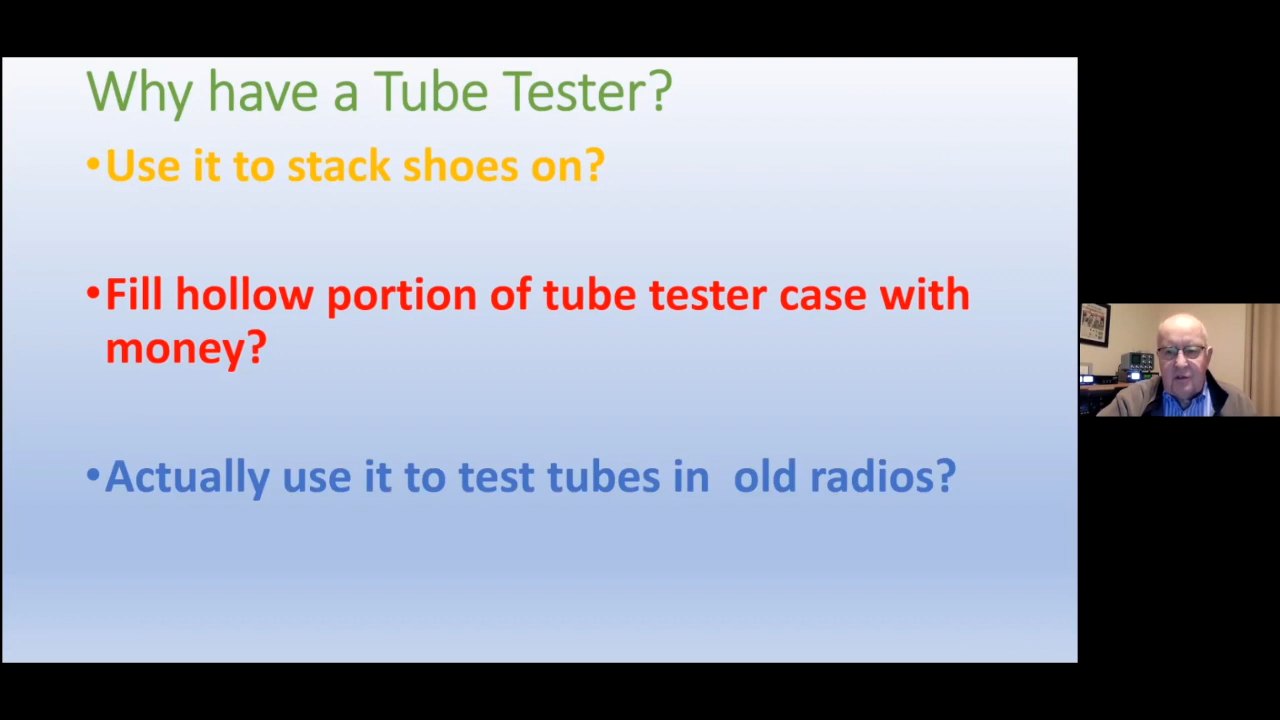 Why have a Tube Tester?
•Use it to stack shoes on?
•Fill hollow portion of tube tester case with
money?
•Actually use it to test tubes in  old radios?